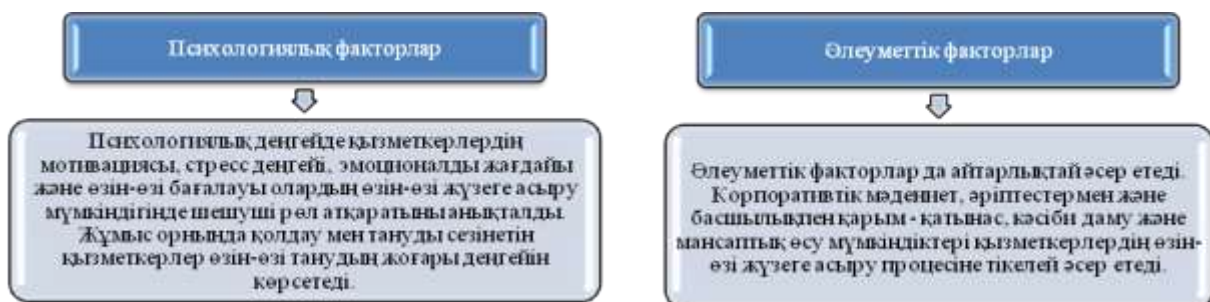 Психологиялық факторлар
Психологиялық деңгейде қызметкерлердің
мотивациясы, стресс деңгейі, эмоционалды жағдайы
және өзін-өзі бағалауы олардың өзін-өзі жүзеге асыру
мүмкіндігінде шешуші рөл атқаратыны анықталды.
Жұмыс орнында қолдау мен тануды сезінетін
қызметкерлер өзін-өзі танудың жоғары деңгейін
көрсетеді.
Әлеуметтік факторлар
Әлеуметтік факторлар да айтарлықтай әсер етеді.
Корпоративтік мәдениет, әріптестермен және
басшылықпен қарым - қатынас, кәсіби даму және
мансаптық өсу мүмкіндіктері қызметкерлердің өзін-
өзі жүзеге асыру процесіне тікелей әсер етеді.